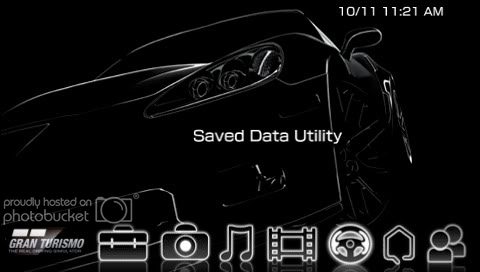 10/11 11:21 AM
Saved Data Utility
proudly hosted on
photobucket
GRAN TURISMO
THE REAL DRIVING SIMULATOR